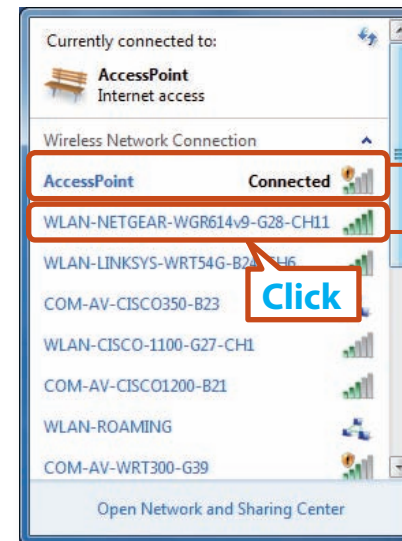 Currently connected to:
AccessPoint
Internet access
Wireless Network Connection
AccessPoint Connected
WLAN-NETGEAR-WGR614v9-G28-CH11
WLAN-LINKSYS-WRT54G-B24-CH6
Click
COM-AV-CISCO350-B23
WLAN-CISCO-1100-G27-CH1
COM-AV-CISCO1200-B21
WLAN-ROAMING
COM-AV-WRT300-G39
Open Network and Sharing Center